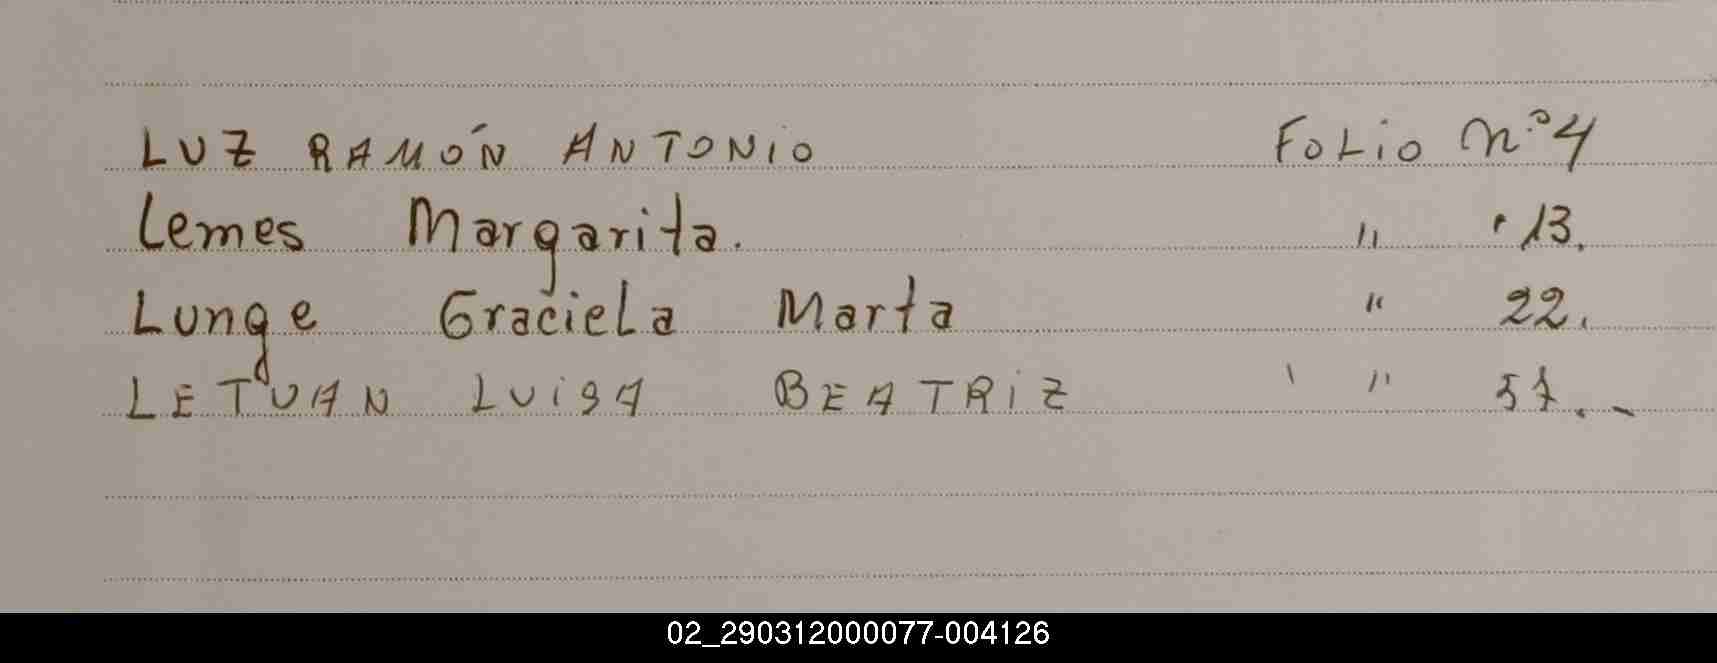 LUZ RAMÓN ANTONIO FOLIO Nº 4
Lemes Margarita. " " 13.
Lunge Graciela Marta " 22.
LETUAN LUISA BEATRIZ " " 57.-
02_290312000077-004126